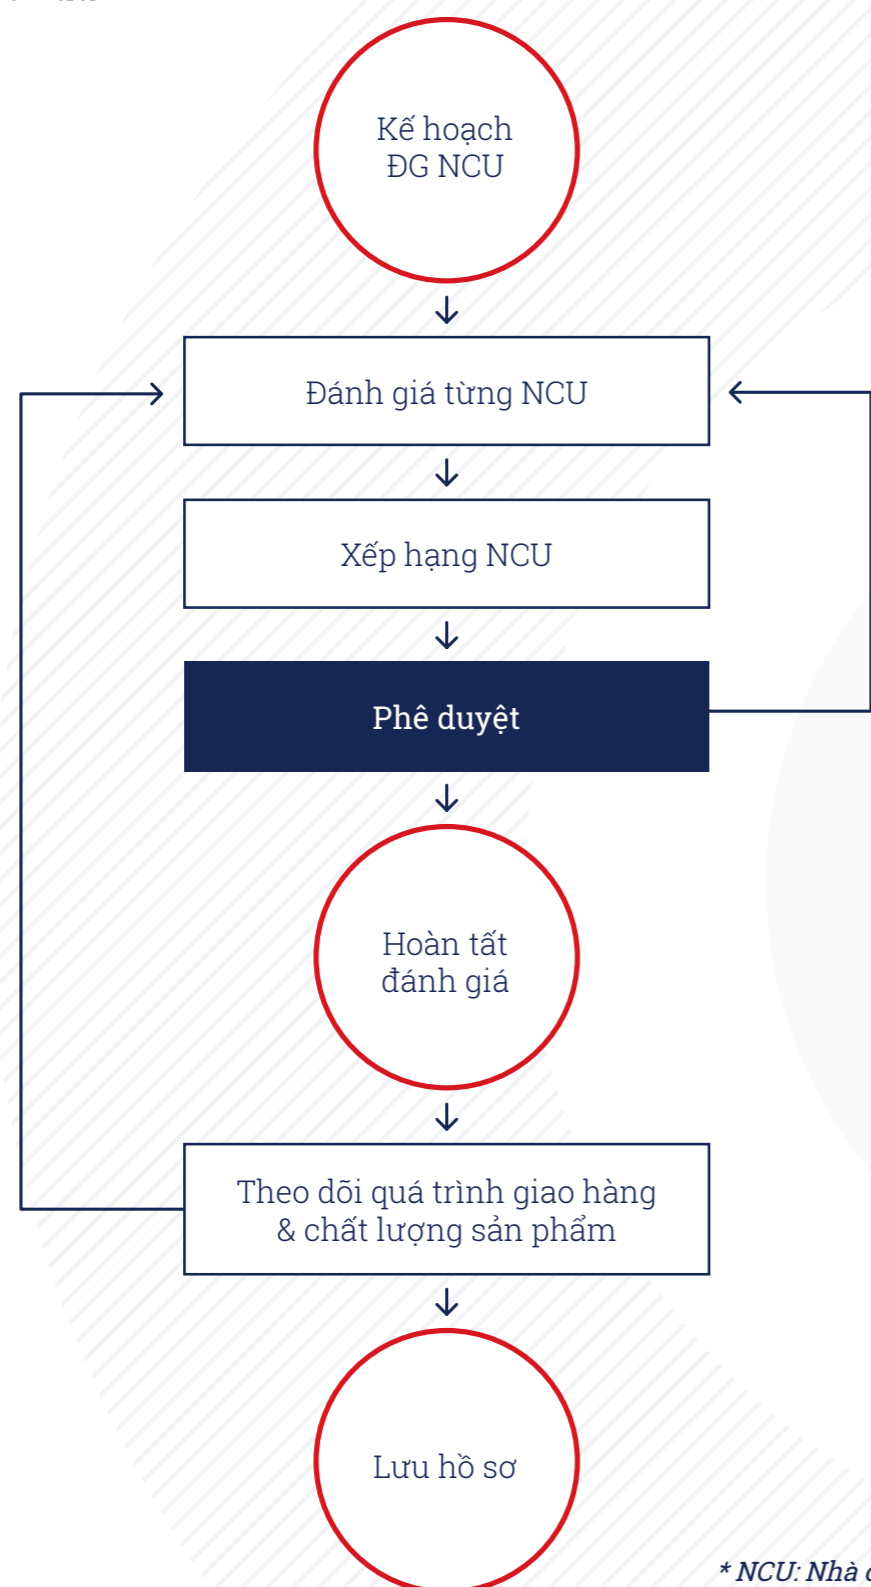 Kế hoạch
ĐG NCU
Đánh giá từng NCU
Xếp hạng NCU
Phê duyệt
Hoàn tất
đánh giá
Theo dõi quá trình giao hàng
& chất lượng sản phẩm
Lưu hồ sơ
* NCU: Nhà